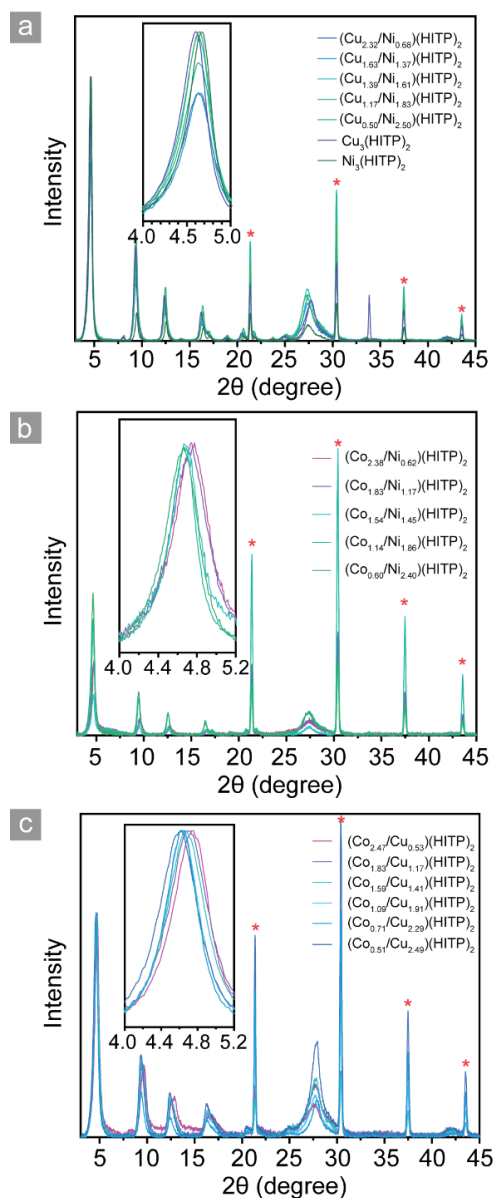 a
(Cu₂.₃₂/Ni₀.₆₈)(HITP)₂
(Cu₁.₆₃/Ni₁.₃₇)(HITP)₂
(Cu₁.₃₉/Ni₁.₆₁)(HITP)₂
(Cu₁.₁₇/Ni₁.₈₃)(HITP)₂
(Cu₀.₅₀/Ni₂.₅₀)(HITP)₂
Cu₃(HITP)₂
Ni₃(HITP)₂
4.0 4.5 5.0
* * * *
Intensity
5 10 15 20 25 30 35 40 45
2θ (degree)
b
(Co₂.₃₈/Ni₀.₆₂)(HITP)₂
(Co₁.₈₃/Ni₁.₁₇)(HITP)₂
(Co₁.₅₄/Ni₁.₄₅)(HITP)₂
(Co₁.₁₄/Ni₁.₈₆)(HITP)₂
(Co₀.₆₀/Ni₂.₄₀)(HITP)₂
4.0 4.4 4.8 5.2
* * * *
Intensity
5 10 15 20 25 30 35 40 45
2θ (degree)
c
(Co₂.₄₇/Cu₀.₅₃)(HITP)₂
(Co₁.₈₃/Cu₁.₁₇)(HITP)₂
(Co₁.₅₉/Cu₁.₄₁)(HITP)₂
(Co₁.₀₉/Cu₁.₉₁)(HITP)₂
(Co₀.₇₁/Cu₂.₂₉)(HITP)₂
(Co₀.₅₁/Cu₂.₄₉)(HITP)₂
4.0 4.4 4.8 5.2
* * * *
Intensity
5 10 15 20 25 30 35 40 45
2θ (degree)